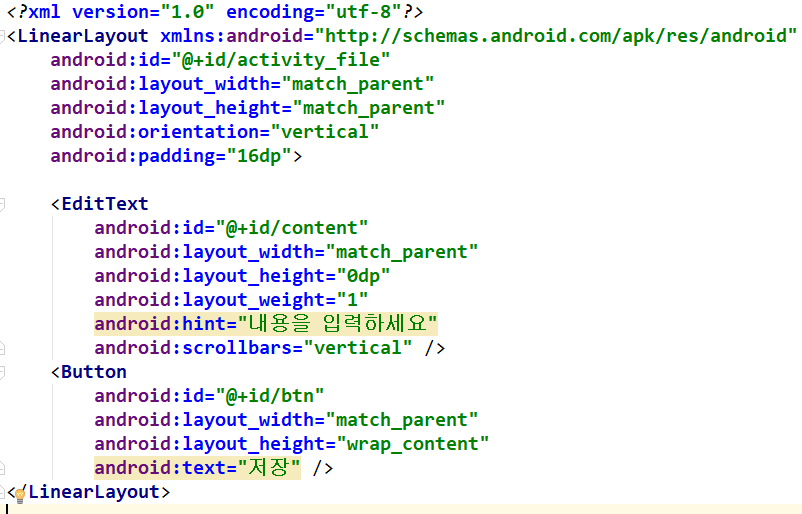 <?xml version="1.0" encoding="utf-8"?>
<LinearLayout xmlns:android="http://schemas.android.com/apk/res/android"
    android:id="@+id/activity_file"
    android:layout_width="match_parent"
    android:layout_height="match_parent"
    android:orientation="vertical"
    android:padding="16dp">

    <EditText
        android:id="@+id/content"
        android:layout_width="match_parent"
        android:layout_height="0dp"
        android:layout_weight="1"
        android:hint="내용을 입력하세요"
        android:scrollbars="vertical" />
    <Button
        android:id="@+id/btn"
        android:layout_width="match_parent"
        android:layout_height="wrap_content"
        android:text="저장" />
</LinearLayout>